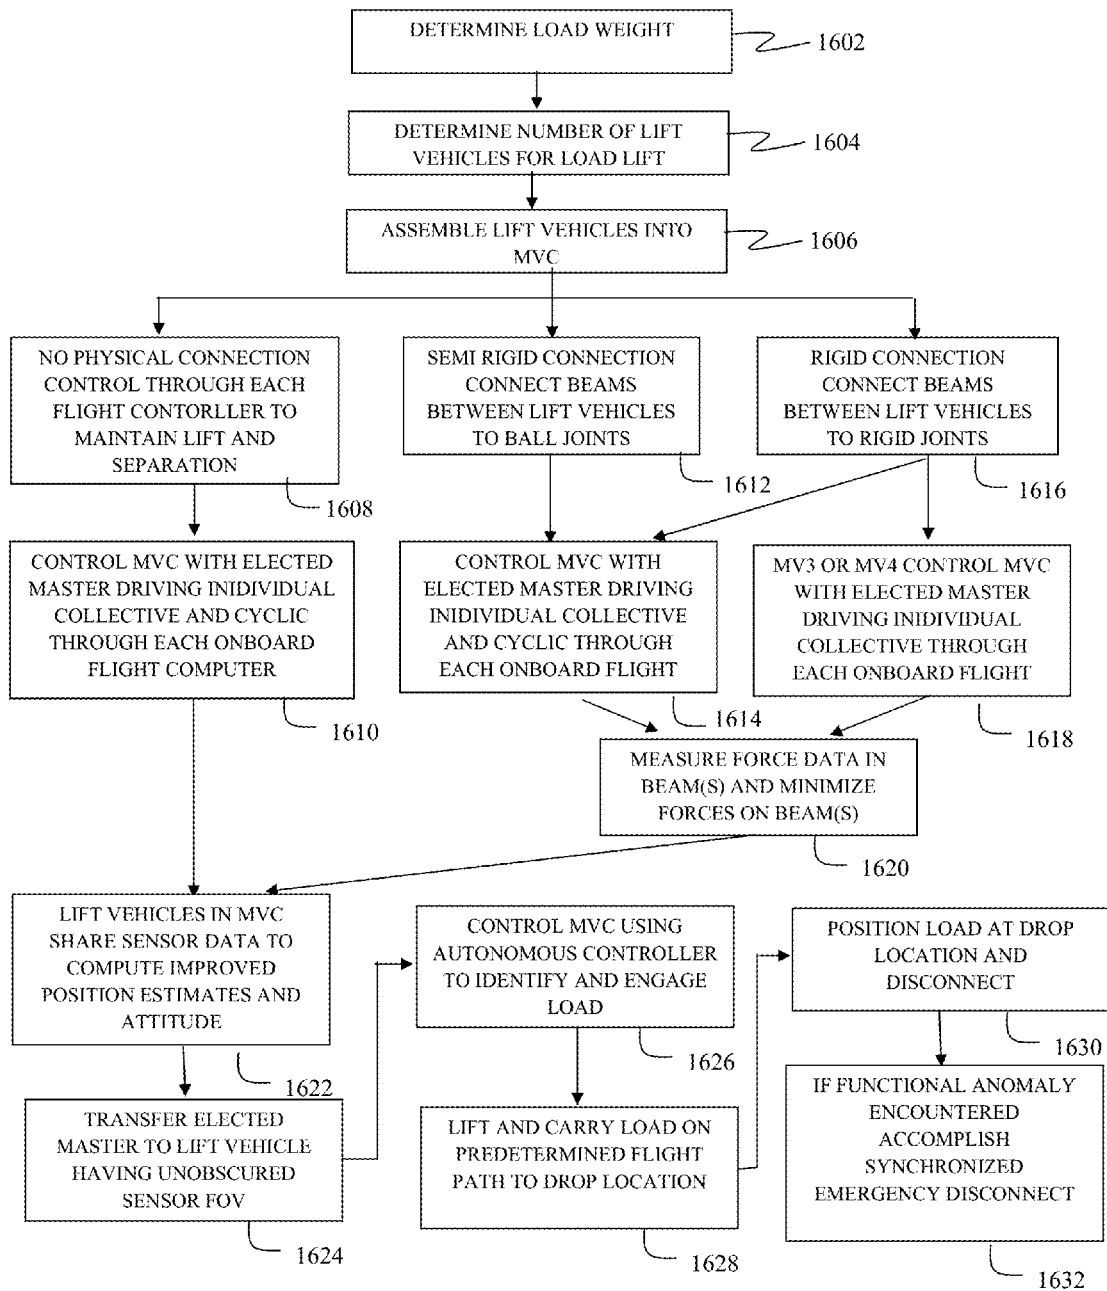 DETERMINE LOAD WEIGHT
1602
DETERMINE NUMBER OF LIFT
VEHICLES FOR LOAD LIFT
1604
ASSEMBLE LIFT VEHICLES INTO
MVC
1606
NO PHYSICAL CONNECTION
CONTROL THROUGH EACH
FLIGHT CONTORLLER TO
MAINTAIN LIFT AND
SEPARATION
1608
SEMI RIGID CONNECTION
CONNECT BEAMS
BETWEEN LIFT VEHICLES
TO BALL JOINTS
1612
RIGID CONNECTION
CONNECT BEAMS
BETWEEN LIFT VEHICLES
TO RIGID JOINTS
1616
CONTROL MVC WITH ELECTED
MASTER DRIVING INIDIVIDUAL
COLLECTIVE AND CYCLIC
THROUGH EACH ONBOARD
FLIGHT COMPUTER
1610
CONTROL MVC WITH
ELECTED MASTER DRIVING
INIDIVIDUAL COLLECTIVE
AND CYCLIC THROUGH
EACH ONBOARD FLIGHT
1614
MV3 OR MV4 CONTROL MVC
WITH ELECTED MASTER
DRIVING INIDIVIDUAL
COLLECTIVE THROUGH
EACH ONBOARD FLIGHT
1618
MEASURE FORCE DATA IN
BEAM(S) AND MINIMIZE
FORCES ON BEAM(S)
1620
LIFT VEHICLES IN MVC
SHARE SENSOR DATA TO
COMPUTE IMPROVED
POSITION ESTIMATES AND
ATTITUDE
1622
TRANSFER ELECTED
MASTER TO LIFT VEHICLE
HAVING UNOBSCURED
SENSOR FOV
1624
CONTROL MVC USING
AUTONOMOUS CONTROLLER
TO IDENTIFY AND ENGAGE
LOAD
1626
LIFT AND CARRY LOAD ON
PREDETERMINED FLIGHT
PATH TO DROP LOCATION
1628
POSITION LOAD AT DROP
LOCATION AND
DISCONNECT
1630
IF FUNCTIONAL ANOMALY
ENCOUNTERED
ACCOMPLISH
SYNCHRONIZED
EMERGENCY DISCONNECT
1632